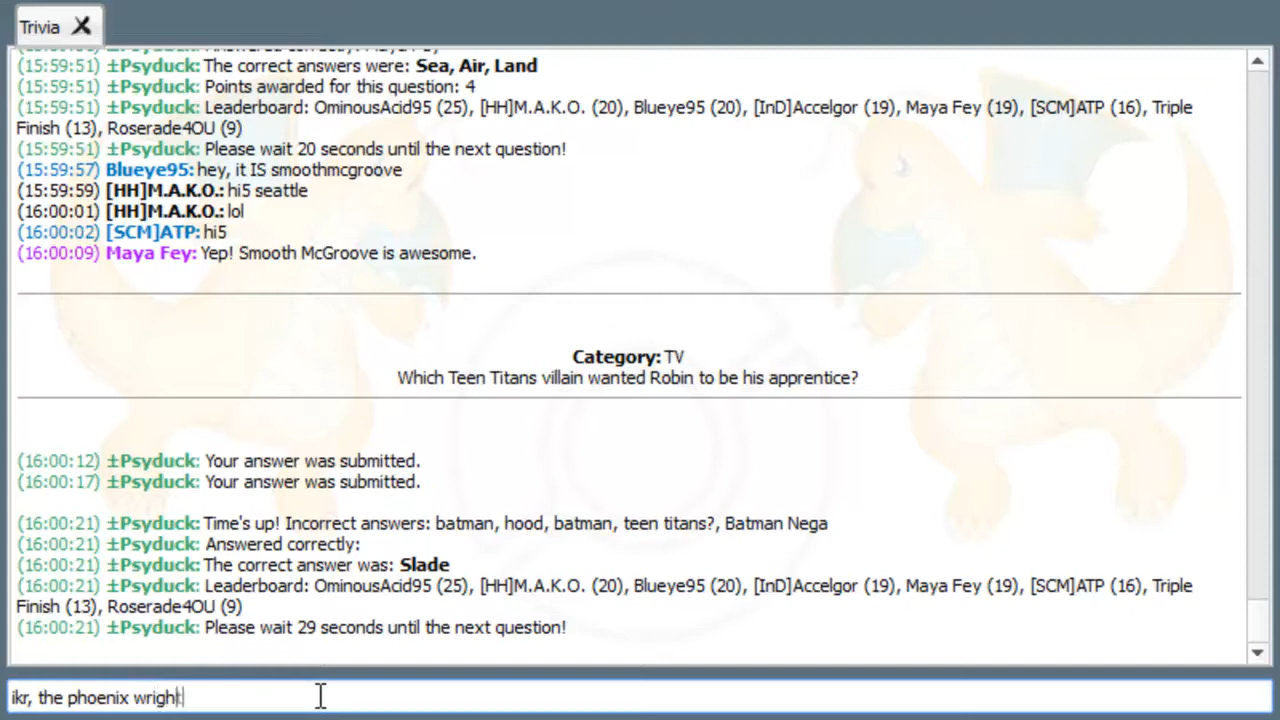 Trivia X
(15:59:51) ±Psyduck: The correct answers were: Sea, Air, Land
(15:59:51) ±Psyduck: Points awarded for this question: 4
(15:59:51) ±Psyduck: Leaderboard: OminousAcid95 (25), [HH]M.A.K.O. (20), Blueye95 (20), [InD]Accelgor (19), Maya Fey (19), [SCM]ATP (16), Triple
Finish (13), Roserade4OU (9)
(15:59:51) ±Psyduck: Please wait 20 seconds until the next question!
(15:59:57) Blueye95: hey, it IS smoothmcgroove
(15:59:59) [HH]M.A.K.O.: hi5 seattle
(16:00:01) [HH]M.A.K.O.: lol
(16:00:02) [SCM]ATP: hi5
(16:00:09) Maya Fey: Yep! Smooth McGroove is awesome.
Category: TV
Which Teen Titans villain wanted Robin to be his apprentice?
(16:00:12) ±Psyduck: Your answer was submitted.
(16:00:17) ±Psyduck: Your answer was submitted.
(16:00:21) ±Psyduck: Time's up! Incorrect answers: batman, hood, batman, teen titans?, Batman Nega
(16:00:21) ±Psyduck: Answered correctly:
(16:00:21) ±Psyduck: The correct answer was: Slade
(16:00:21) ±Psyduck: Leaderboard: OminousAcid95 (25), [HH]M.A.K.O. (20), Blueye95 (20), [InD]Accelgor (19), Maya Fey (19), [SCM]ATP (16), Triple
Finish (13), Roserade4OU (9)
(16:00:21) ±Psyduck: Please wait 29 seconds until the next question!
ikr, the phoenix wright